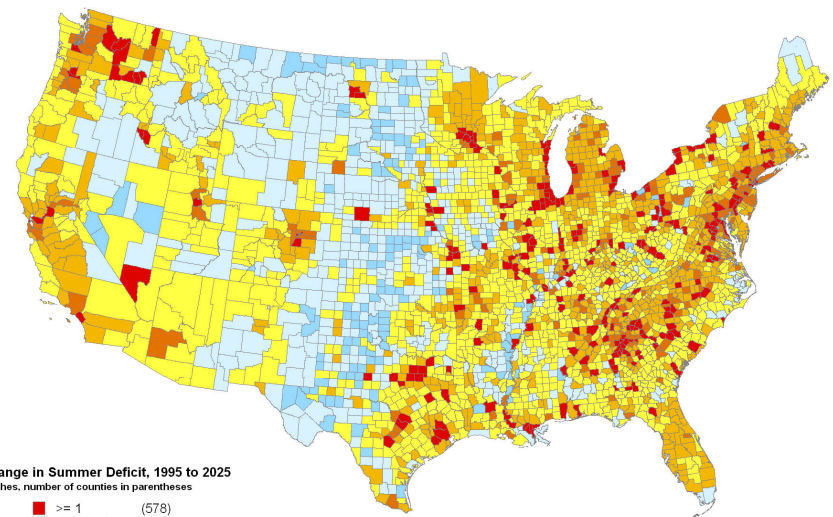 ange in Summer Deficit, 1995 to 2025
hes, number of counties in parentheses
>= 1 (578)